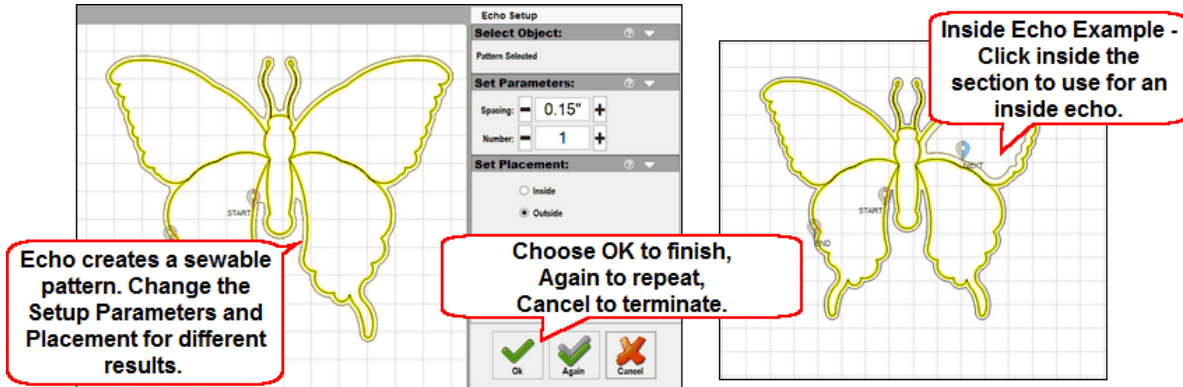 Echo Setup
Select Object:
Pattern Selected
Set Parameters:
Spacing: 0.15"
Number: 1
Set Placement:
Inside
Outside
START
Echo creates a sewable
pattern. Change the
Setup Parameters and
Placement for different
results.
Choose OK to finish,
Again to repeat,
Cancel to terminate.
Ok Again Cancel
Inside Echo Example -
Click inside the
section to use for an
inside echo.
NEXT
START
END